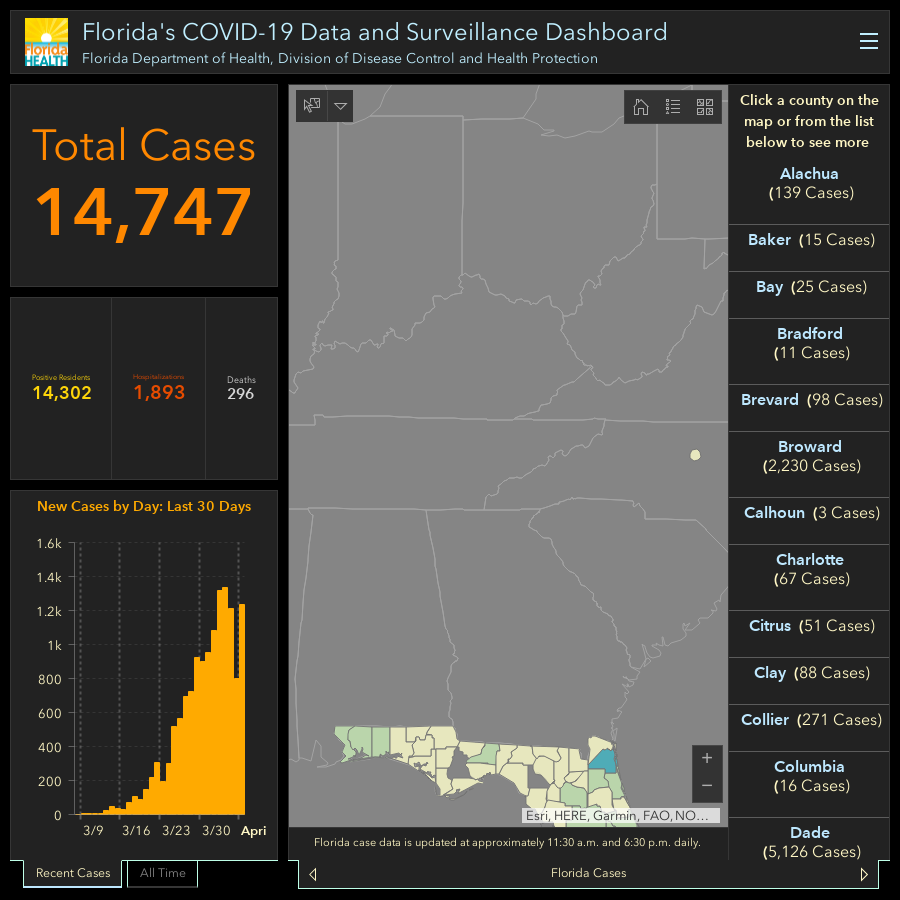 Florida's COVID-19 Data and Surveillance Dashboard
Florida Department of Health, Division of Disease Control and Health Protection
Florida
HEALTH
Total Cases
14,747
Positive Residents
14,302
Hospitalizations
1,893
Deaths
296
New Cases by Day: Last 30 Days
1.6k
1.4k
1.2k
1k
800
600
400
200
0
3/9 3/16 3/23 3/30 Apri
Recent Cases
All Time
Esri, HERE, Garmin, FAO, NO...
+
−
Florida case data is updated at approximately 11:30 a.m. and 6:30 p.m. daily.
Florida Cases
Click a county on the
map or from the list
below to see more
Alachua
(139 Cases)
Baker (15 Cases)
Bay (25 Cases)
Bradford
(11 Cases)
Brevard (98 Cases)
Broward
(2,230 Cases)
Calhoun (3 Cases)
Charlotte
(67 Cases)
Citrus (51 Cases)
Clay (88 Cases)
Collier (271 Cases)
Columbia
(16 Cases)
Dade
(5,126 Cases)